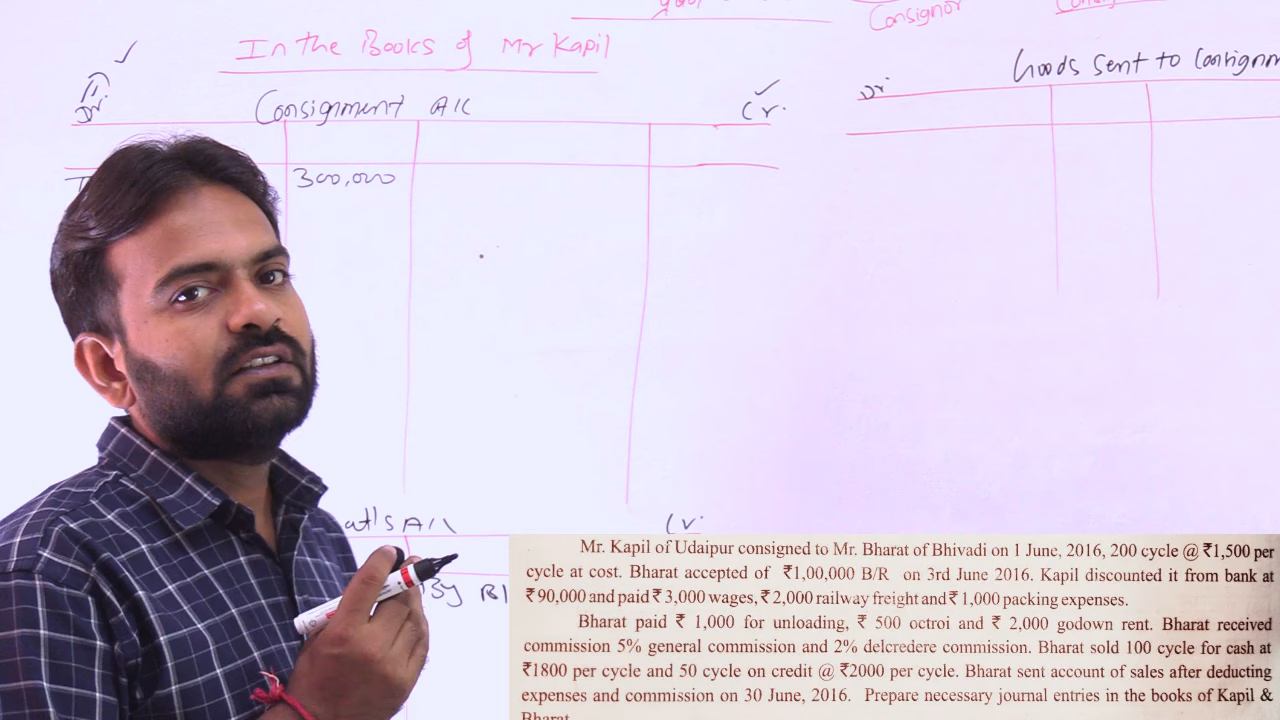 Consignor
In the Books of Mr Kapil
Dr.
Consignment A/c
Cr.
Dr
Goods sent to Consignm
300,000
at's A/c
Cr.
By B/
Mr. Kapil of Udaipur consigned to Mr. Bharat of Bhivadi on 1 June, 2016, 200 cycle @ ₹1,500 per
cycle at cost. Bharat accepted of ₹1,00,000 B/R on 3rd June 2016. Kapil discounted it from bank at
₹90,000 and paid ₹3,000 wages, ₹2,000 railway freight and ₹1,000 packing expenses.
Bharat paid ₹ 1,000 for unloading, ₹ 500 octroi and ₹ 2,000 godown rent. Bharat received
commission 5% general commission and 2% delcredere commission. Bharat sold 100 cycle for cash at
₹1800 per cycle and 50 cycle on credit @ ₹2000 per cycle. Bharat sent account of sales after deducting
expenses and commission on 30 June, 2016. Prepare necessary journal entries in the books of Kapil &
Bharat